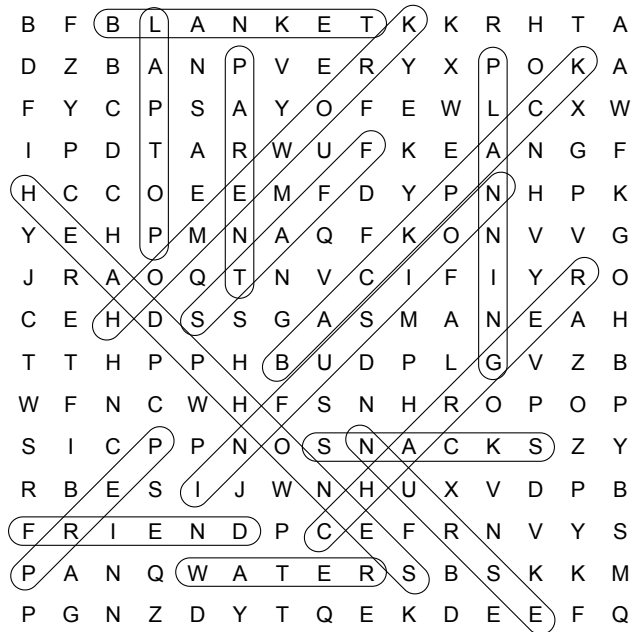 B F B L A N K E T K K R H T A
D Z B A N P V E R Y X P O K A
F Y C P S A Y O F E W L C X W
I P D T A R W U F K E A N G F
H C C O E E M F D Y P N H P K
Y E H P M N A Q F K O N V V G
J R A O Q T N V C I F I Y R O
C E H D S S G A S M A N E A H
T T H P P H B U D P L G V Z B
W F N C W H F S N H R O P O P
S I C P P N O S N A C K S Z Y
R B E S I J W N H U X V D P B
F R I E N D P C E F R N V Y S
P A N Q W A T E R S B S K K M
P G N Z D Y T Q E K D E E F Q